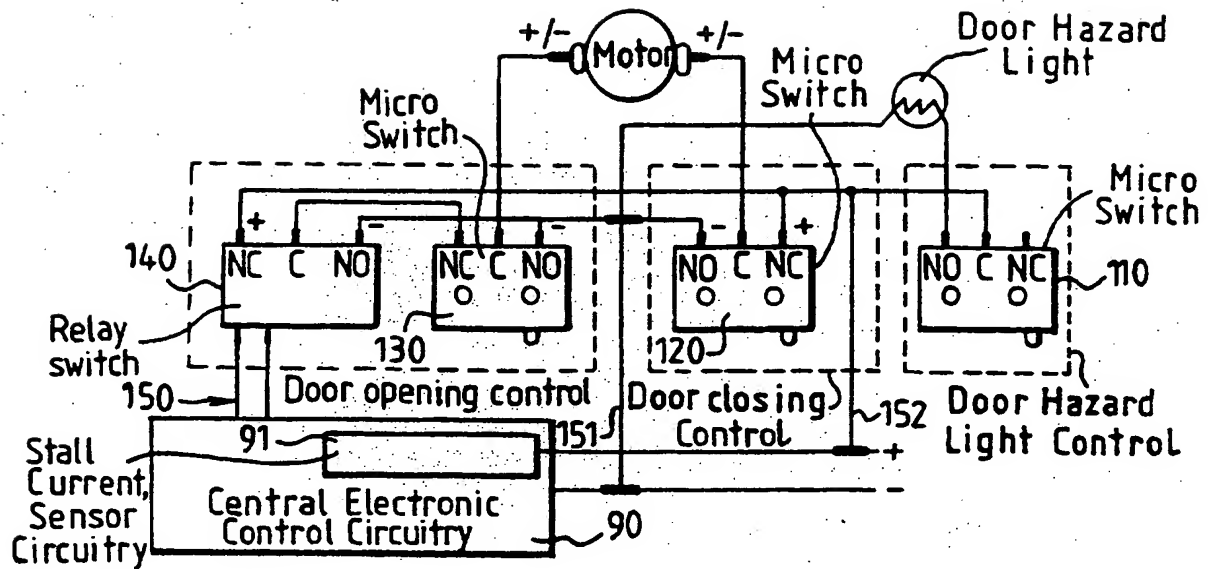 +/-
Motor
+/-
Door Hazard
Light
Micro
Switch
Micro
Switch
Micro
Switch
+
-
-
-
+
140
NC C NO
NC C NO
NO C NC
NO C NC
110
Relay
switch
130
120
150
Door opening control
151
Door closing
Control
152
Door Hazard
Light Control
91
Stall
Current,
Sensor
Circuitry
+
-
Central Electronic
Control Circuitry
90